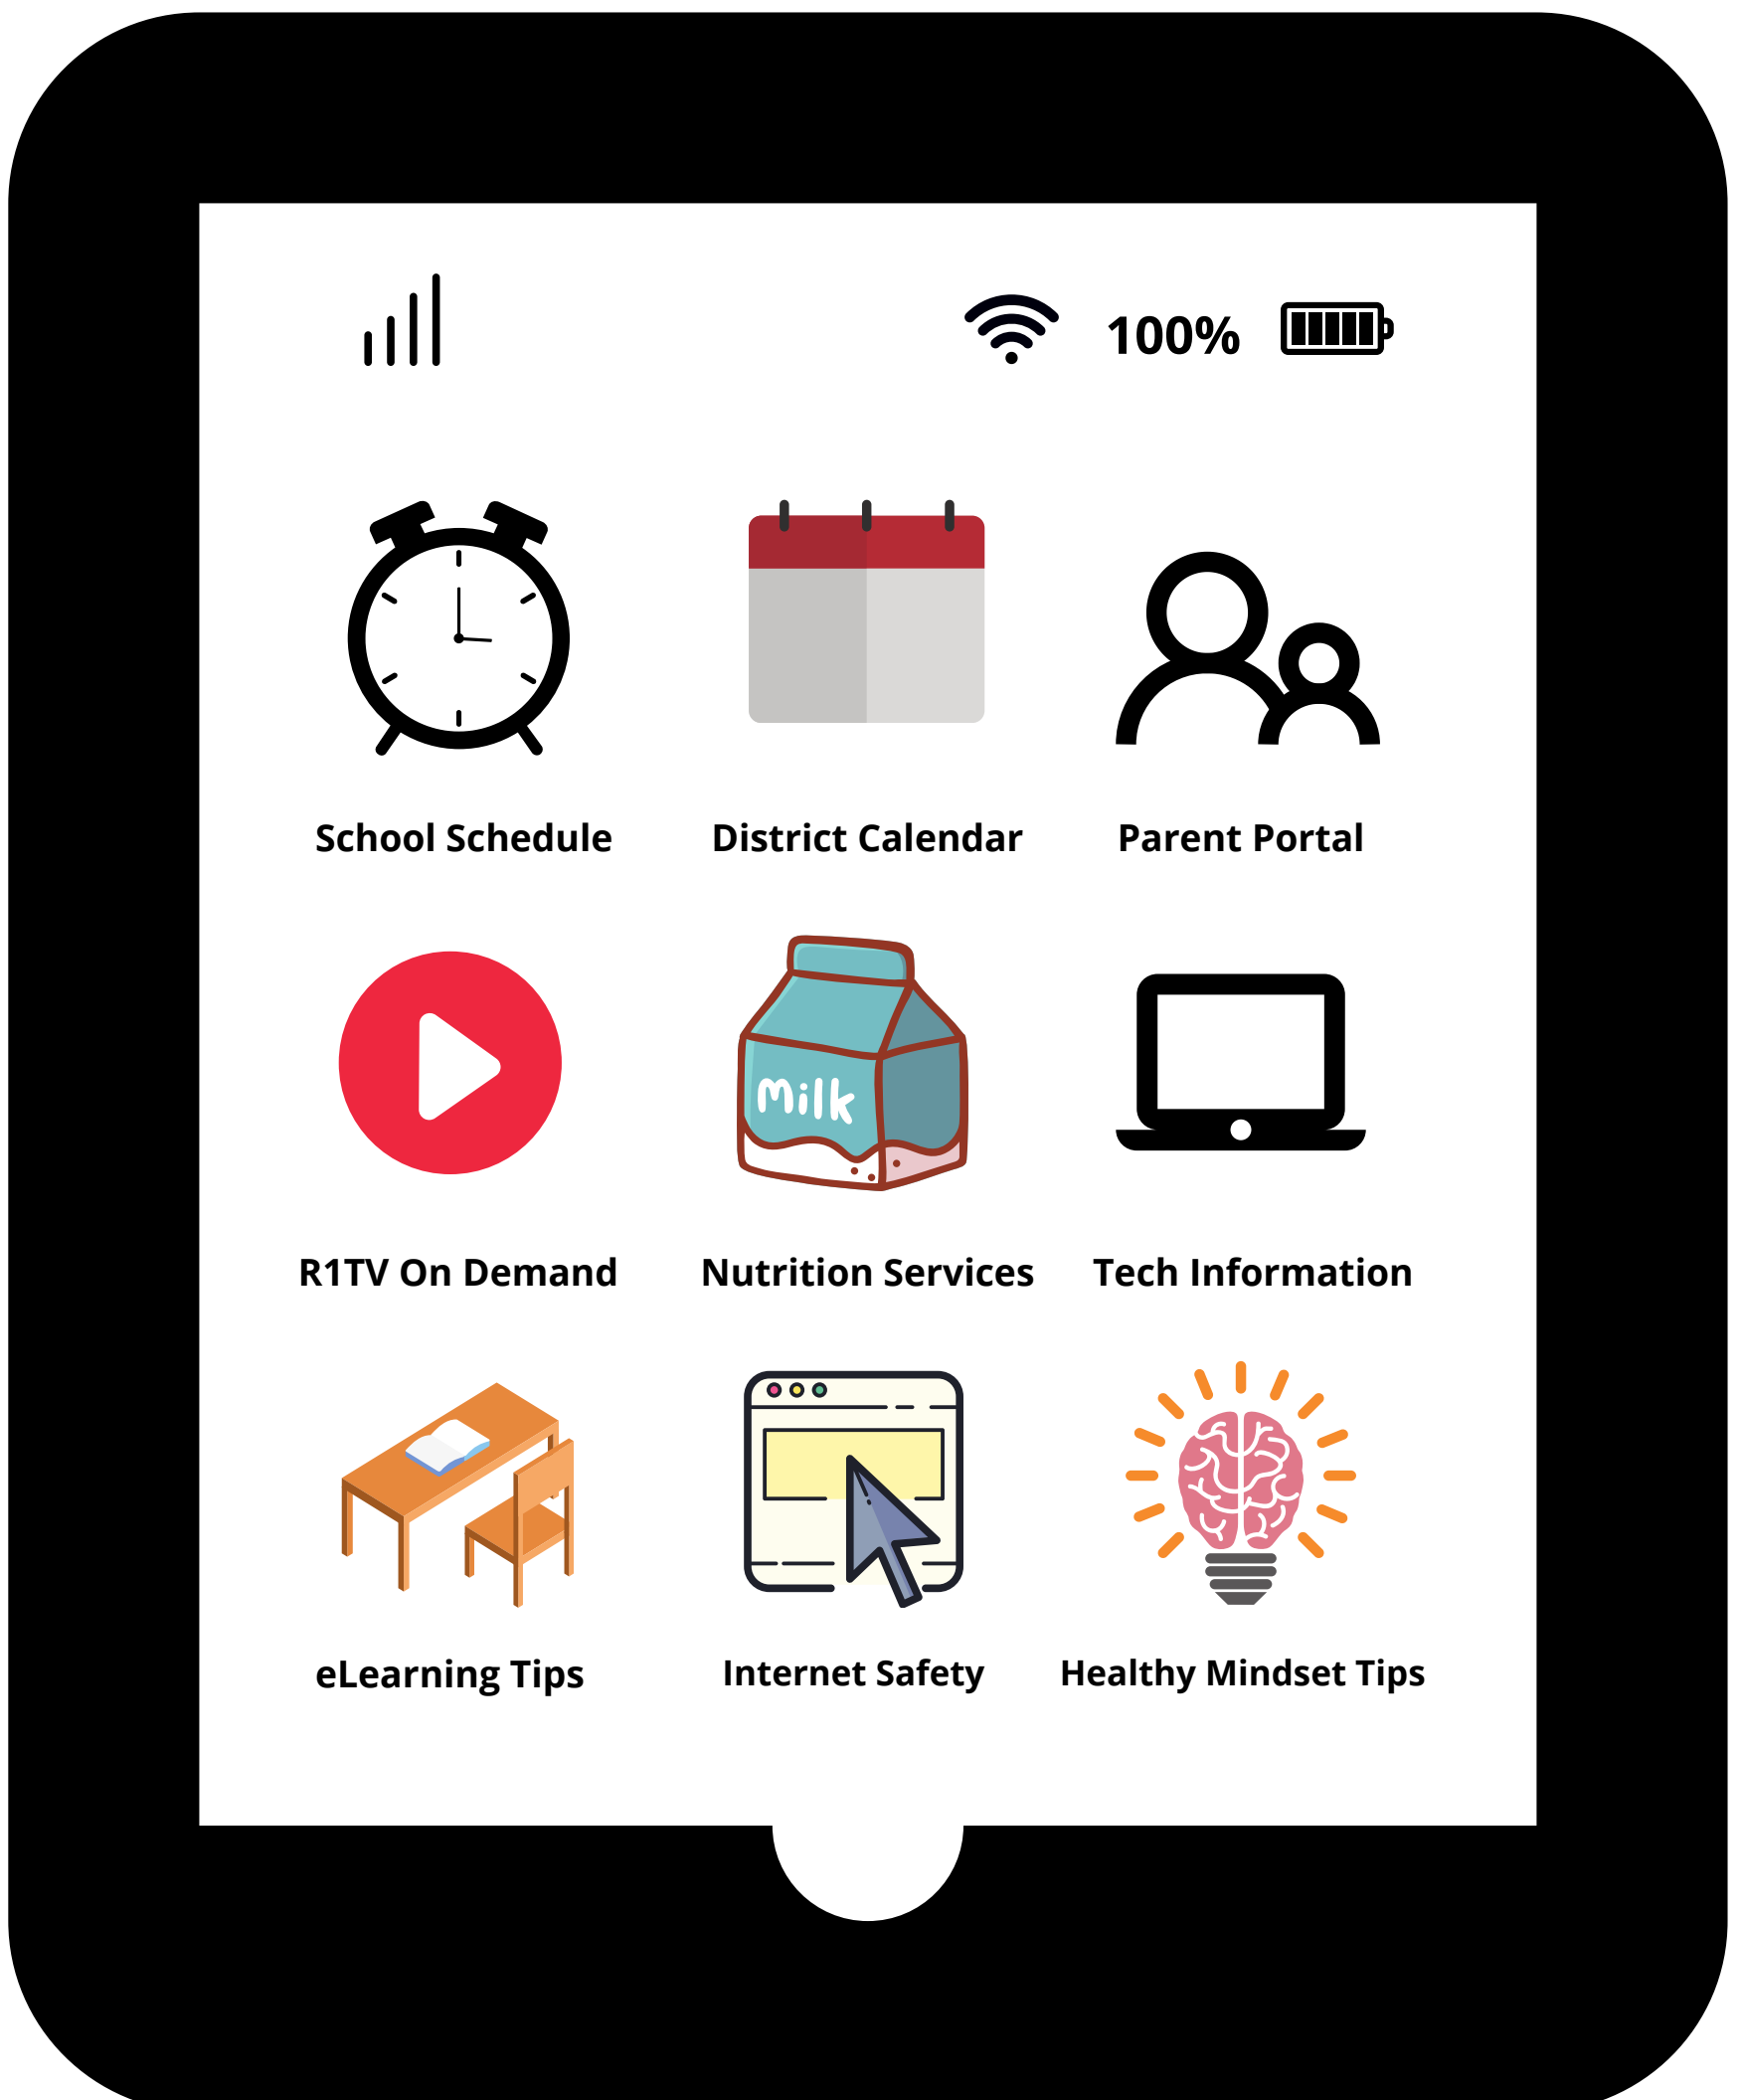 100%
School Schedule
District Calendar
Parent Portal
Milk
R1TV On Demand
Nutrition Services
Tech Information
eLearning Tips
Internet Safety
Healthy Mindset Tips